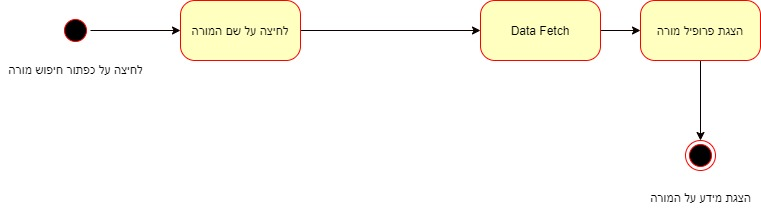 לחיצה על שם המורה
Data Fetch
הצגת פרופיל מורה
לחיצה על כפתור חיפוש מורה
הצגת מידע על המורה